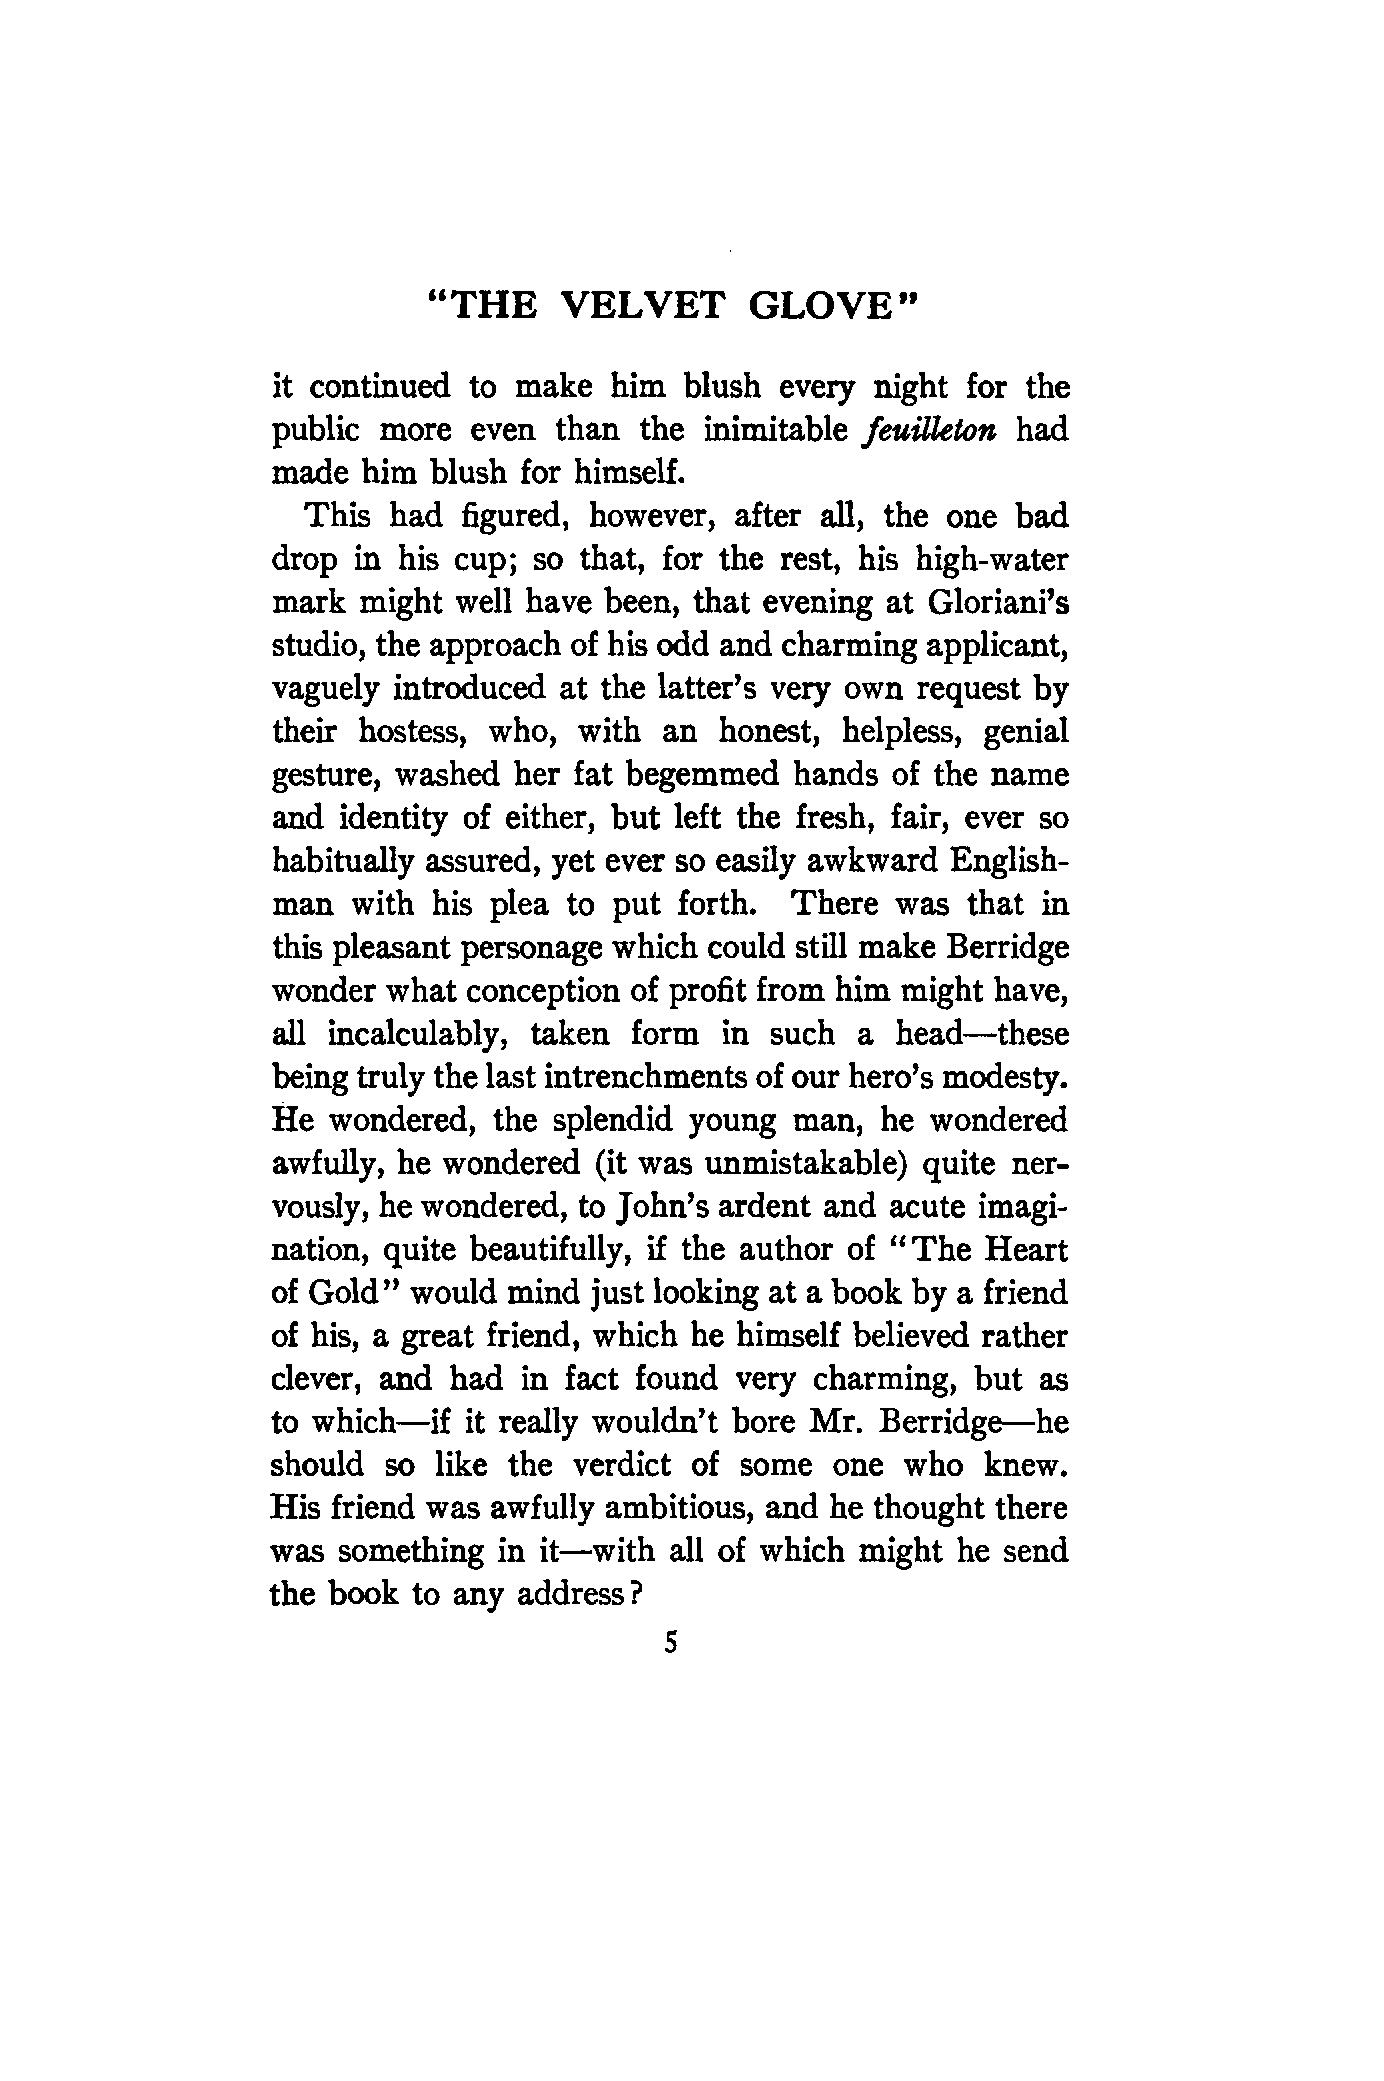 "THE VELVET GLOVE"
it continued to make him blush every night for the
public more even than the inimitable feuilleton had
made him blush for himself.
This had figured, however, after all, the one bad
drop in his cup; so that, for the rest, his high-water
mark might well have been, that evening at Gloriani's
studio, the approach of his odd and charming applicant,
vaguely introduced at the latter's very own request by
their hostess, who, with an honest, helpless, genial
gesture, washed her fat begemmed hands of the name
and identity of either, but left the fresh, fair, ever so
habitually assured, yet ever so easily awkward English-
man with his plea to put forth. There was that in
this pleasant personage which could still make Berridge
wonder what conception of profit from him might have,
all incalculably, taken form in such a head—these
being truly the last intrenchments of our hero's modesty.
He wondered, the splendid young man, he wondered
awfully, he wondered (it was unmistakable) quite ner-
vously, he wondered, to John's ardent and acute imagi-
nation, quite beautifully, if the author of "The Heart
of Gold" would mind just looking at a book by a friend
of his, a great friend, which he himself believed rather
clever, and had in fact found very charming, but as
to which—if it really wouldn't bore Mr. Berridge—he
should so like the verdict of some one who knew.
His friend was awfully ambitious, and he thought there
was something in it—with all of which might he send
the book to any address?
5